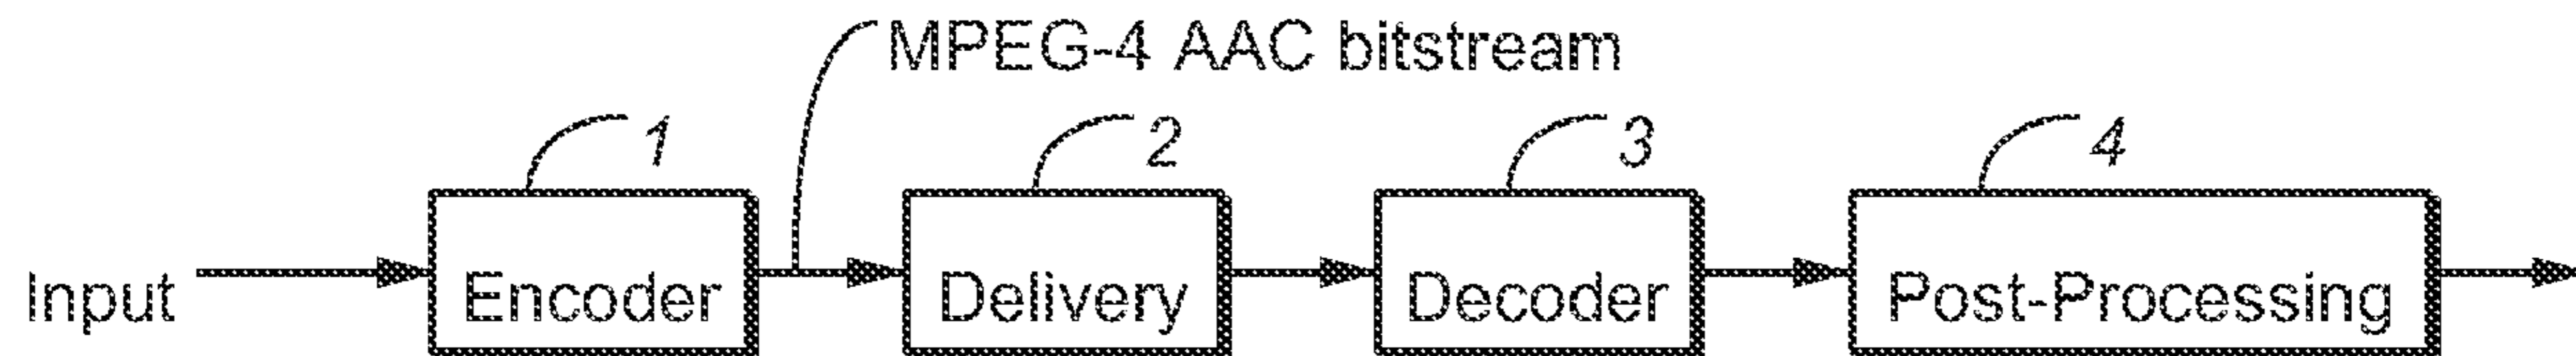 MPEG-4 AAC bitstream
1 2 3 4
Input Encoder Delivery Decoder Post-Processing